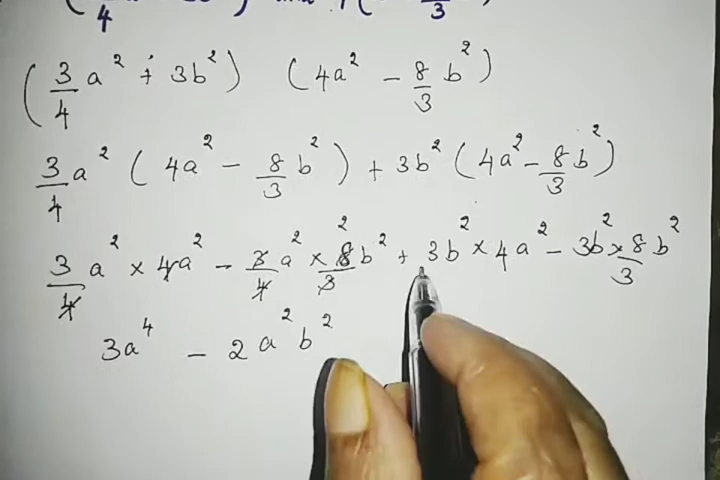 4 3
(3/4 a² + 3b²) (4a² - 8/3 b²)
3/4 a² (4a² - 8/3 b²) + 3b² (4a² - 8/3 b²)
3/4 a² × 4a² - 3/4 a² × 8/3 b² + 3b² × 4a² - 3b² × 8/3 b²
3a⁴ - 2a²b²